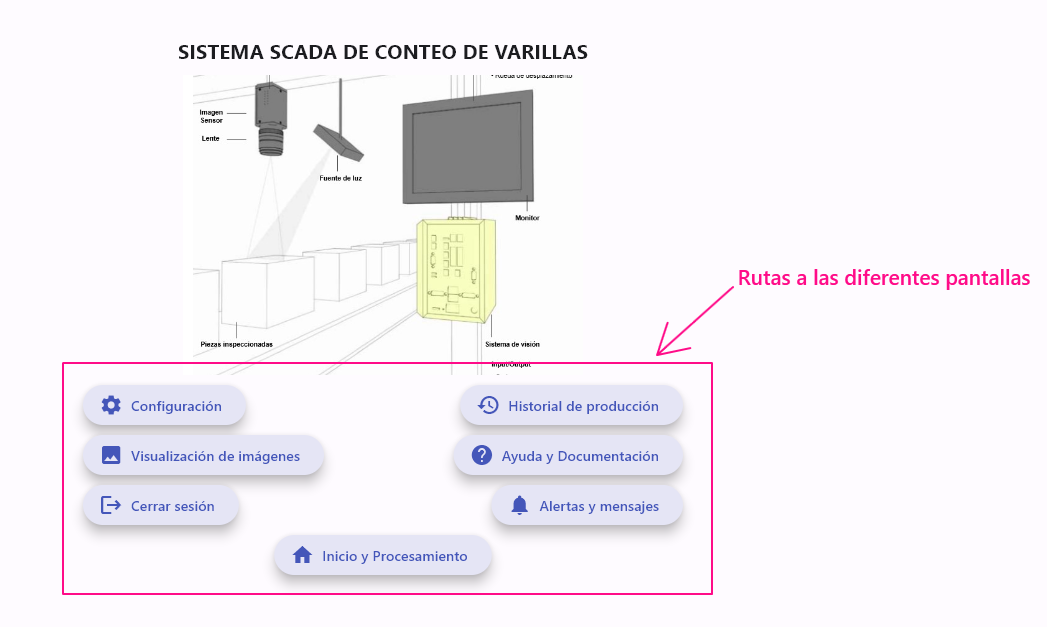 SISTEMA SCADA DE CONTEO DE VARILLAS
• Rueda de desplazamiento
Imagen
Sensor
Lente
Fuente de luz
Monitor
Rutas a las diferentes pantallas
Piezas inspeccionadas
Sistema de visión
Input/Output
Configuración
Historial de producción
Visualización de imágenes
Ayuda y Documentación
Cerrar sesión
Alertas y mensajes
Inicio y Procesamiento